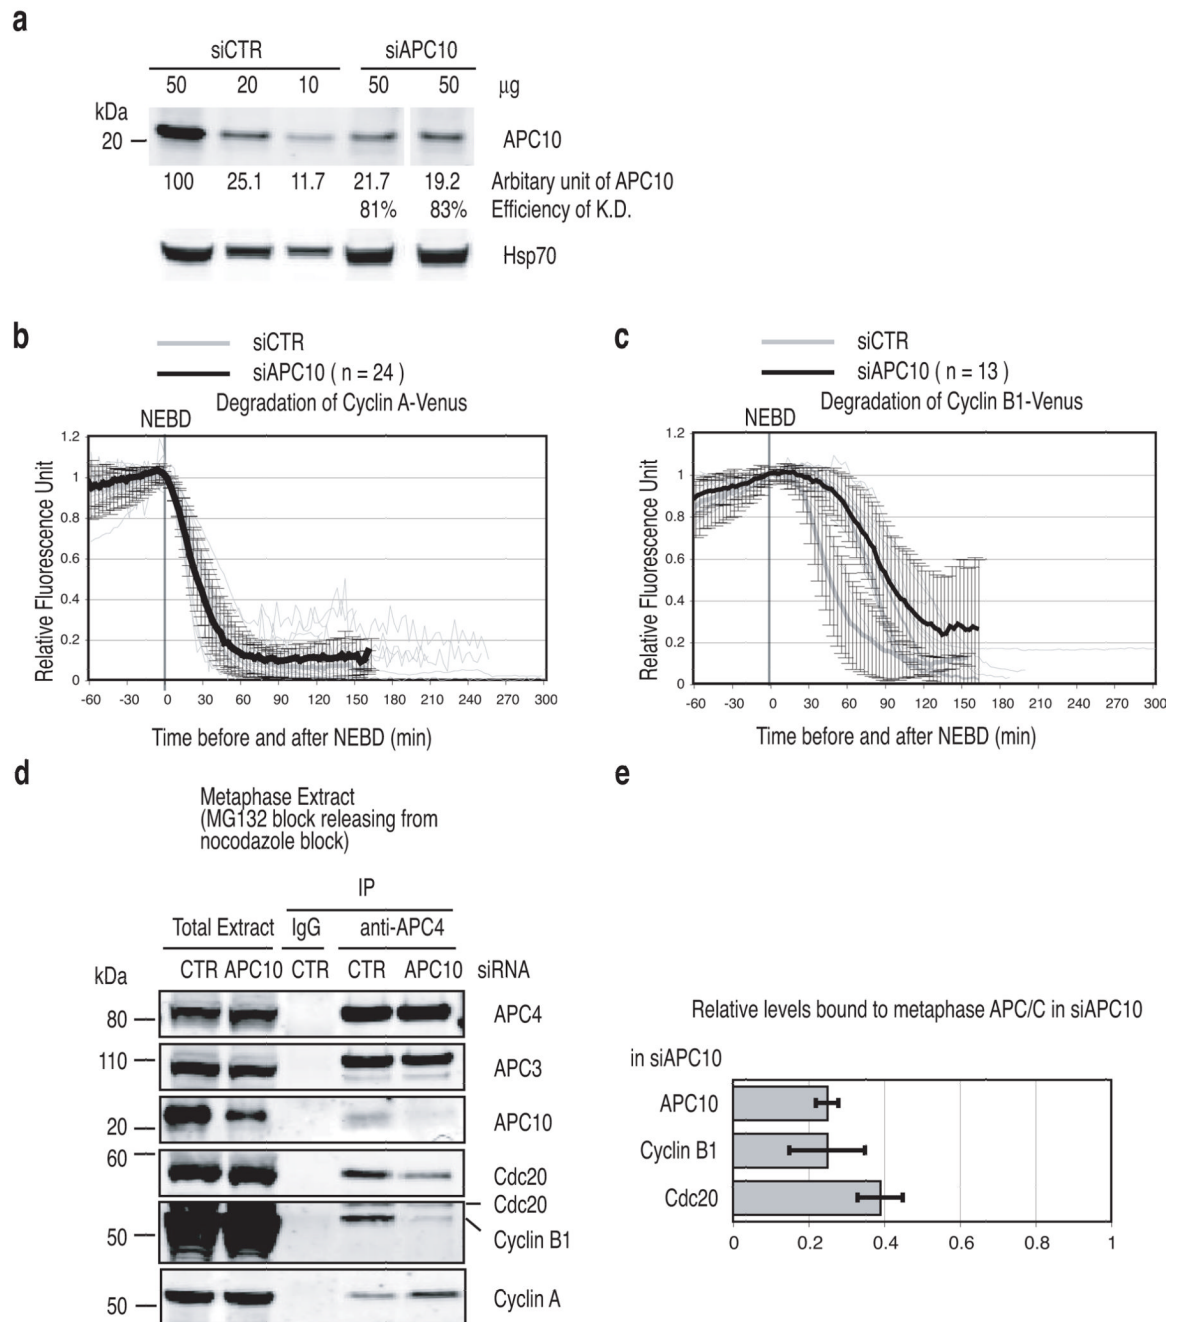 a
siCTR siAPC10
50 20 10 50 50 μg
kDa
20 APC10
100 25.1 11.7 21.7 19.2 Arbitary unit of APC10
81% 83% Efficiency of K.D.
Hsp70
b
siCTR
siAPC10 ( n = 24 )
Degradation of Cyclin A-Venus
NEBD
Relative Fluorescence Unit
1.2
1
0.8
0.6
0.4
0.2
0
-60 -30 0 30 60 90 120 150 180 210 240 270 300
Time before and after NEBD (min)
c
siCTR
siAPC10 ( n = 13 )
Degradation of Cyclin B1-Venus
NEBD
Relative Fluorescence Unit
1.2
1
0.8
0.6
0.4
0.2
0
-60 -30 0 30 60 90 120 150 180 210 240 270 300
Time before and after NEBD (min)
d
Metaphase Extract
(MG132 block releasing from
nocodazole block)
IP
Total Extract IgG anti-APC4
kDa CTR APC10 CTR CTR APC10 siRNA
80 APC4
110 APC3
20 APC10
60 Cdc20
Cdc20
50 Cyclin B1
50 Cyclin A
e
Relative levels bound to metaphase APC/C in siAPC10
in siAPC10
APC10
Cyclin B1
Cdc20
0 0.2 0.4 0.6 0.8 1